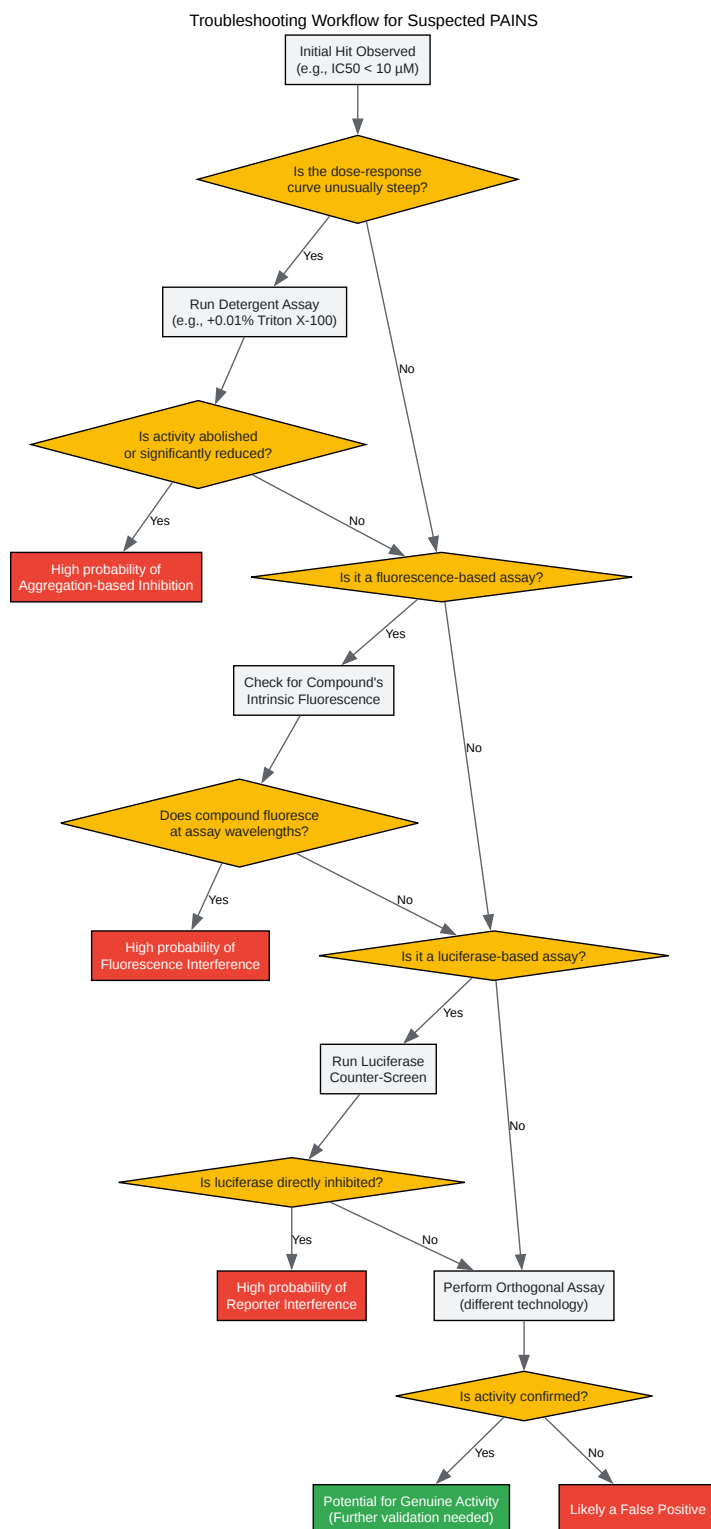 Troubleshooting Workflow for Suspected PAINS
Initial Hit Observed
(e.g., IC50 < 10 µM)
Is the dose-response
curve unusually steep?
Yes
Run Detergent Assay
(e.g., +0.01% Triton X-100)
No
Is activity abolished
or significantly reduced?
Yes
No
High probability of
Aggregation-based Inhibition
Is it a fluorescence-based assay?
Yes
Check for Compound's
Intrinsic Fluorescence
No
Does compound fluoresce
at assay wavelengths?
Yes
No
High probability of
Fluorescence Interference
Is it a luciferase-based assay?
Yes
Run Luciferase
Counter-Screen
No
Is luciferase directly inhibited?
Yes
No
High probability of
Reporter Interference
Perform Orthogonal Assay
(different technology)
Is activity confirmed?
Yes
No
Potential for Genuine Activity
(Further validation needed)
Likely a False Positive